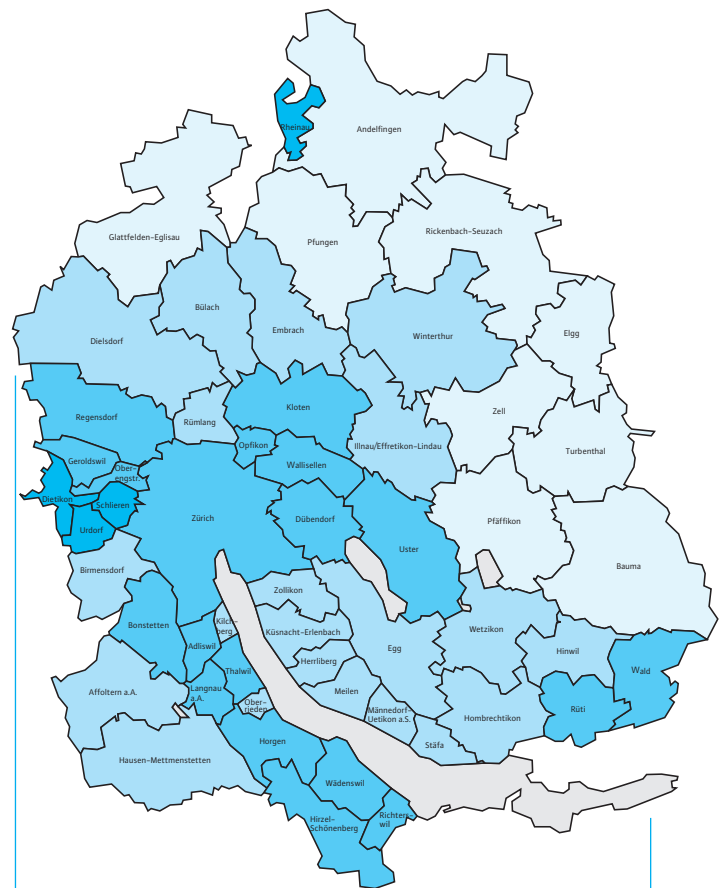 Rheinau
Andelfingen
Glattfelden-Eglisau
Pfungen
Rickenbach-Seuzach
Bülach
Embrach
Dielsdorf
Winterthur
Elgg
Regensdorf
Rümlang
Kloten
Zell
Opfikon
Illnau/Effretikon-Lindau
Turbenthal
Geroldswil
Ober-
engstr.
Wallisellen
Dietikon
Schlieren
Urdorf
Zürich
Dübendorf
Uster
Pfäffikon
Birmensdorf
Bauma
Zollikon
Bonstetten
Kilch-
berg
Küsnacht-Erlenbach
Wetzikon
Adliswil
Egg
Hinwil
Herrliberg
Thalwil
Wald
Affoltern a.A.
Langnau
a.A.
Meilen
Ober-
rieden
Männedorf-
Uetikon a.S.
Hombrechtikon
Rüti
Horgen
Stäfa
Hausen-Mettmenstetten
Wädenswil
Hirzel-
Schönenberg
Richters-
wil